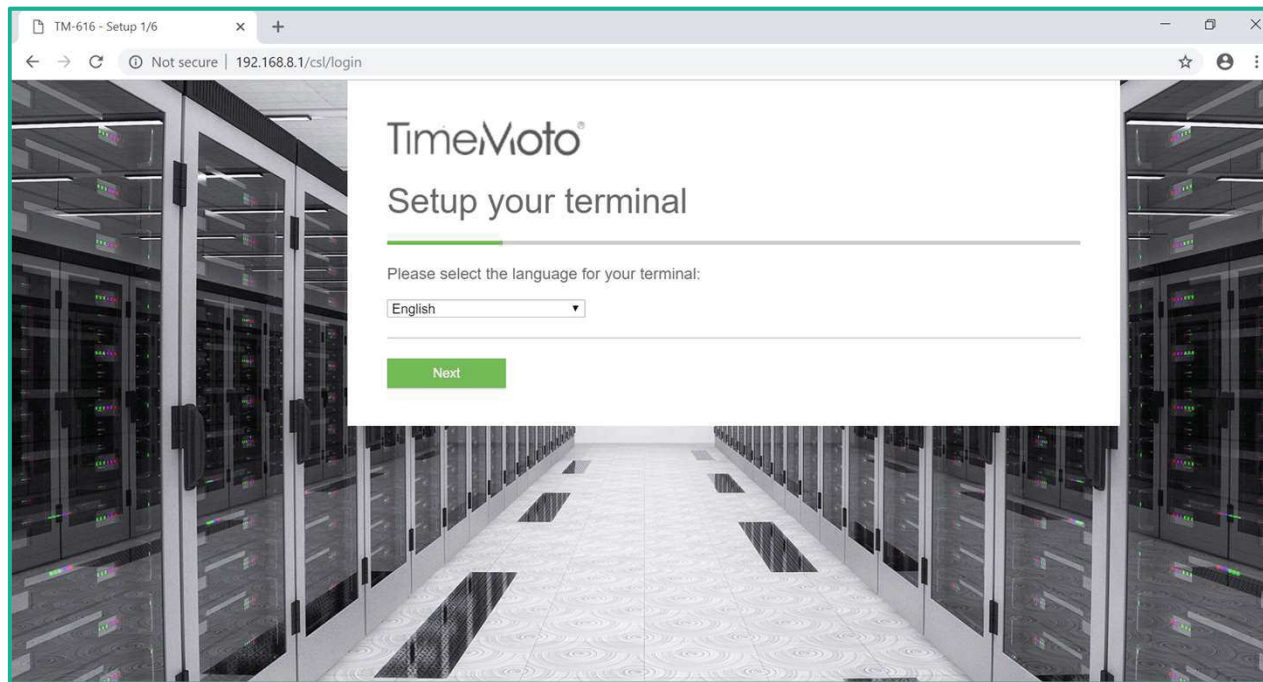 TM-616 - Setup 1/6
Not secure | 192.168.8.1/csl/login
TimeMoto®
Setup your terminal
Please select the language for your terminal:
English
Next